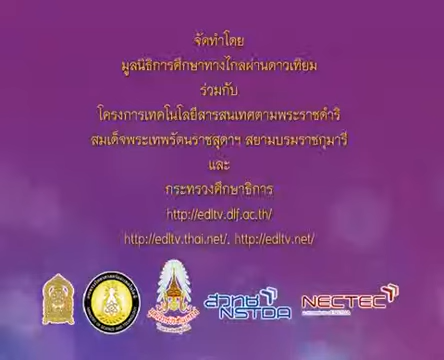 จัดทำโดย
มูลนิธิการศึกษาทางไกลผ่านดาวเทียม
ร่วมกับ
โครงการเทคโนโลยีสารสนเทศตามพระราชดำริ
สมเด็จพระเทพรัตนราชสุดาฯ สยามบรมราชกุมารี
และ
กระทรวงศึกษาธิการ
http://edltv.dlf.ac.th/
http://edltv.thai.net/, http://edltv.net/
สวทช NECTEC
NSTDA